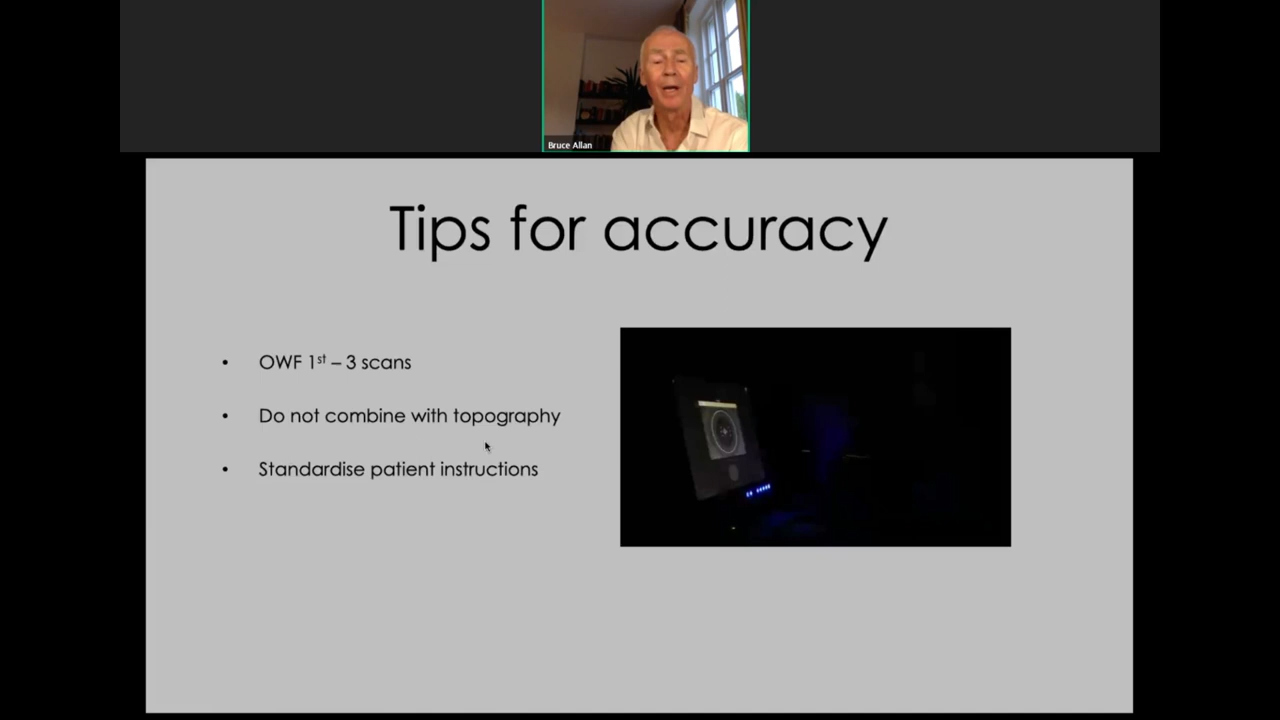 Bruce Allan
Tips for accuracy
• OWF 1st – 3 scans
• Do not combine with topography
• Standardise patient instructions